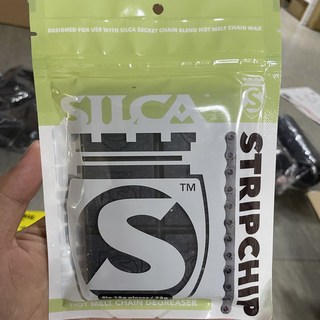 DESIGNED FOR USE WITH SILCA SECRET CHAIN BLEND HOT MELT CHAIN WAX
SILCA
S
STRIPCHIP
S
TM
HOT MELT CHAIN DEGREASER